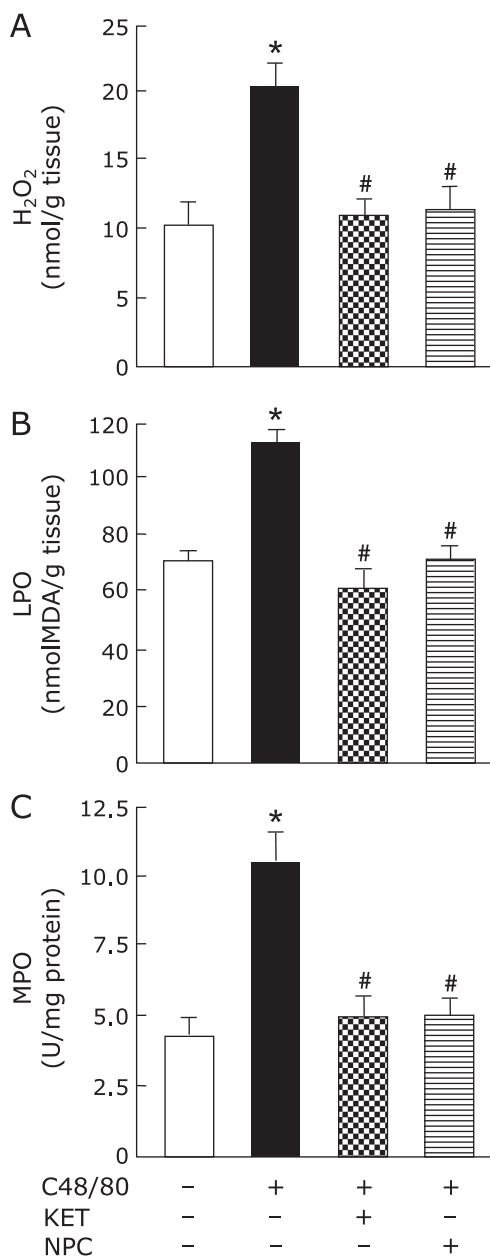 A
25
20
15
10
5
0
H₂O₂
(nmol/g tissue)
*
#
#
B
120
100
80
60
40
20
0
LPO
(nmolMDA/g tissue)
*
#
#
C
12.5
10.0
7.5
5.0
2.5
0
MPO
(U/mg protein)
*
#
#
C48/80 – + + +
KET – – + –
NPC – – – +